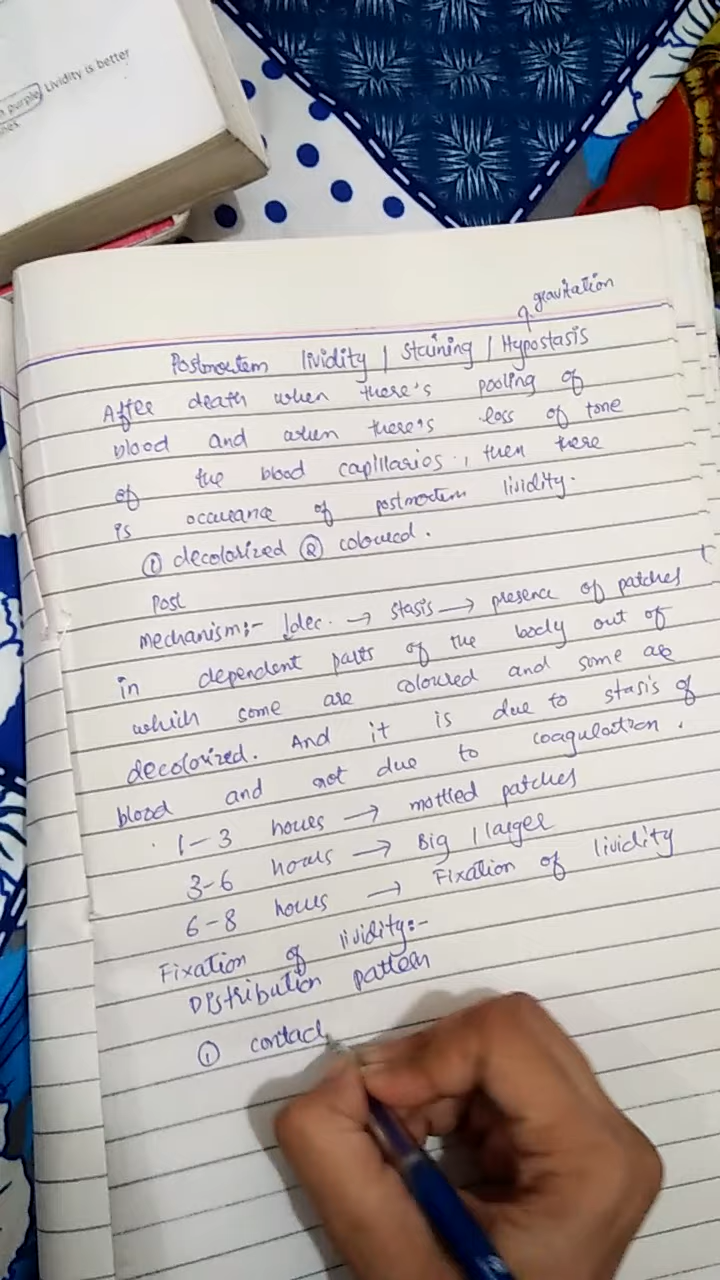 n purple) Lividity is better
gravitation
Postmortem lividity / Staining / Hypostasis
After death when there's pooling of
blood and when there's loss of tone
of the blood capillaries, then there
is occurance of postmortem lividity.
① decolorized ② coloured.
Post
mechanism:- /dec. → stasis → presence of patches
in dependent parts of the body out of
which some are coloured and some are
decolorized. And it is due to stasis of
blood and not due to coagulation.
1-3 hours → mottled patches
3-6 hours → Big / larger
6-8 hours → Fixation of lividity
Fixation of lividity:-
Distribution pattern
① contac